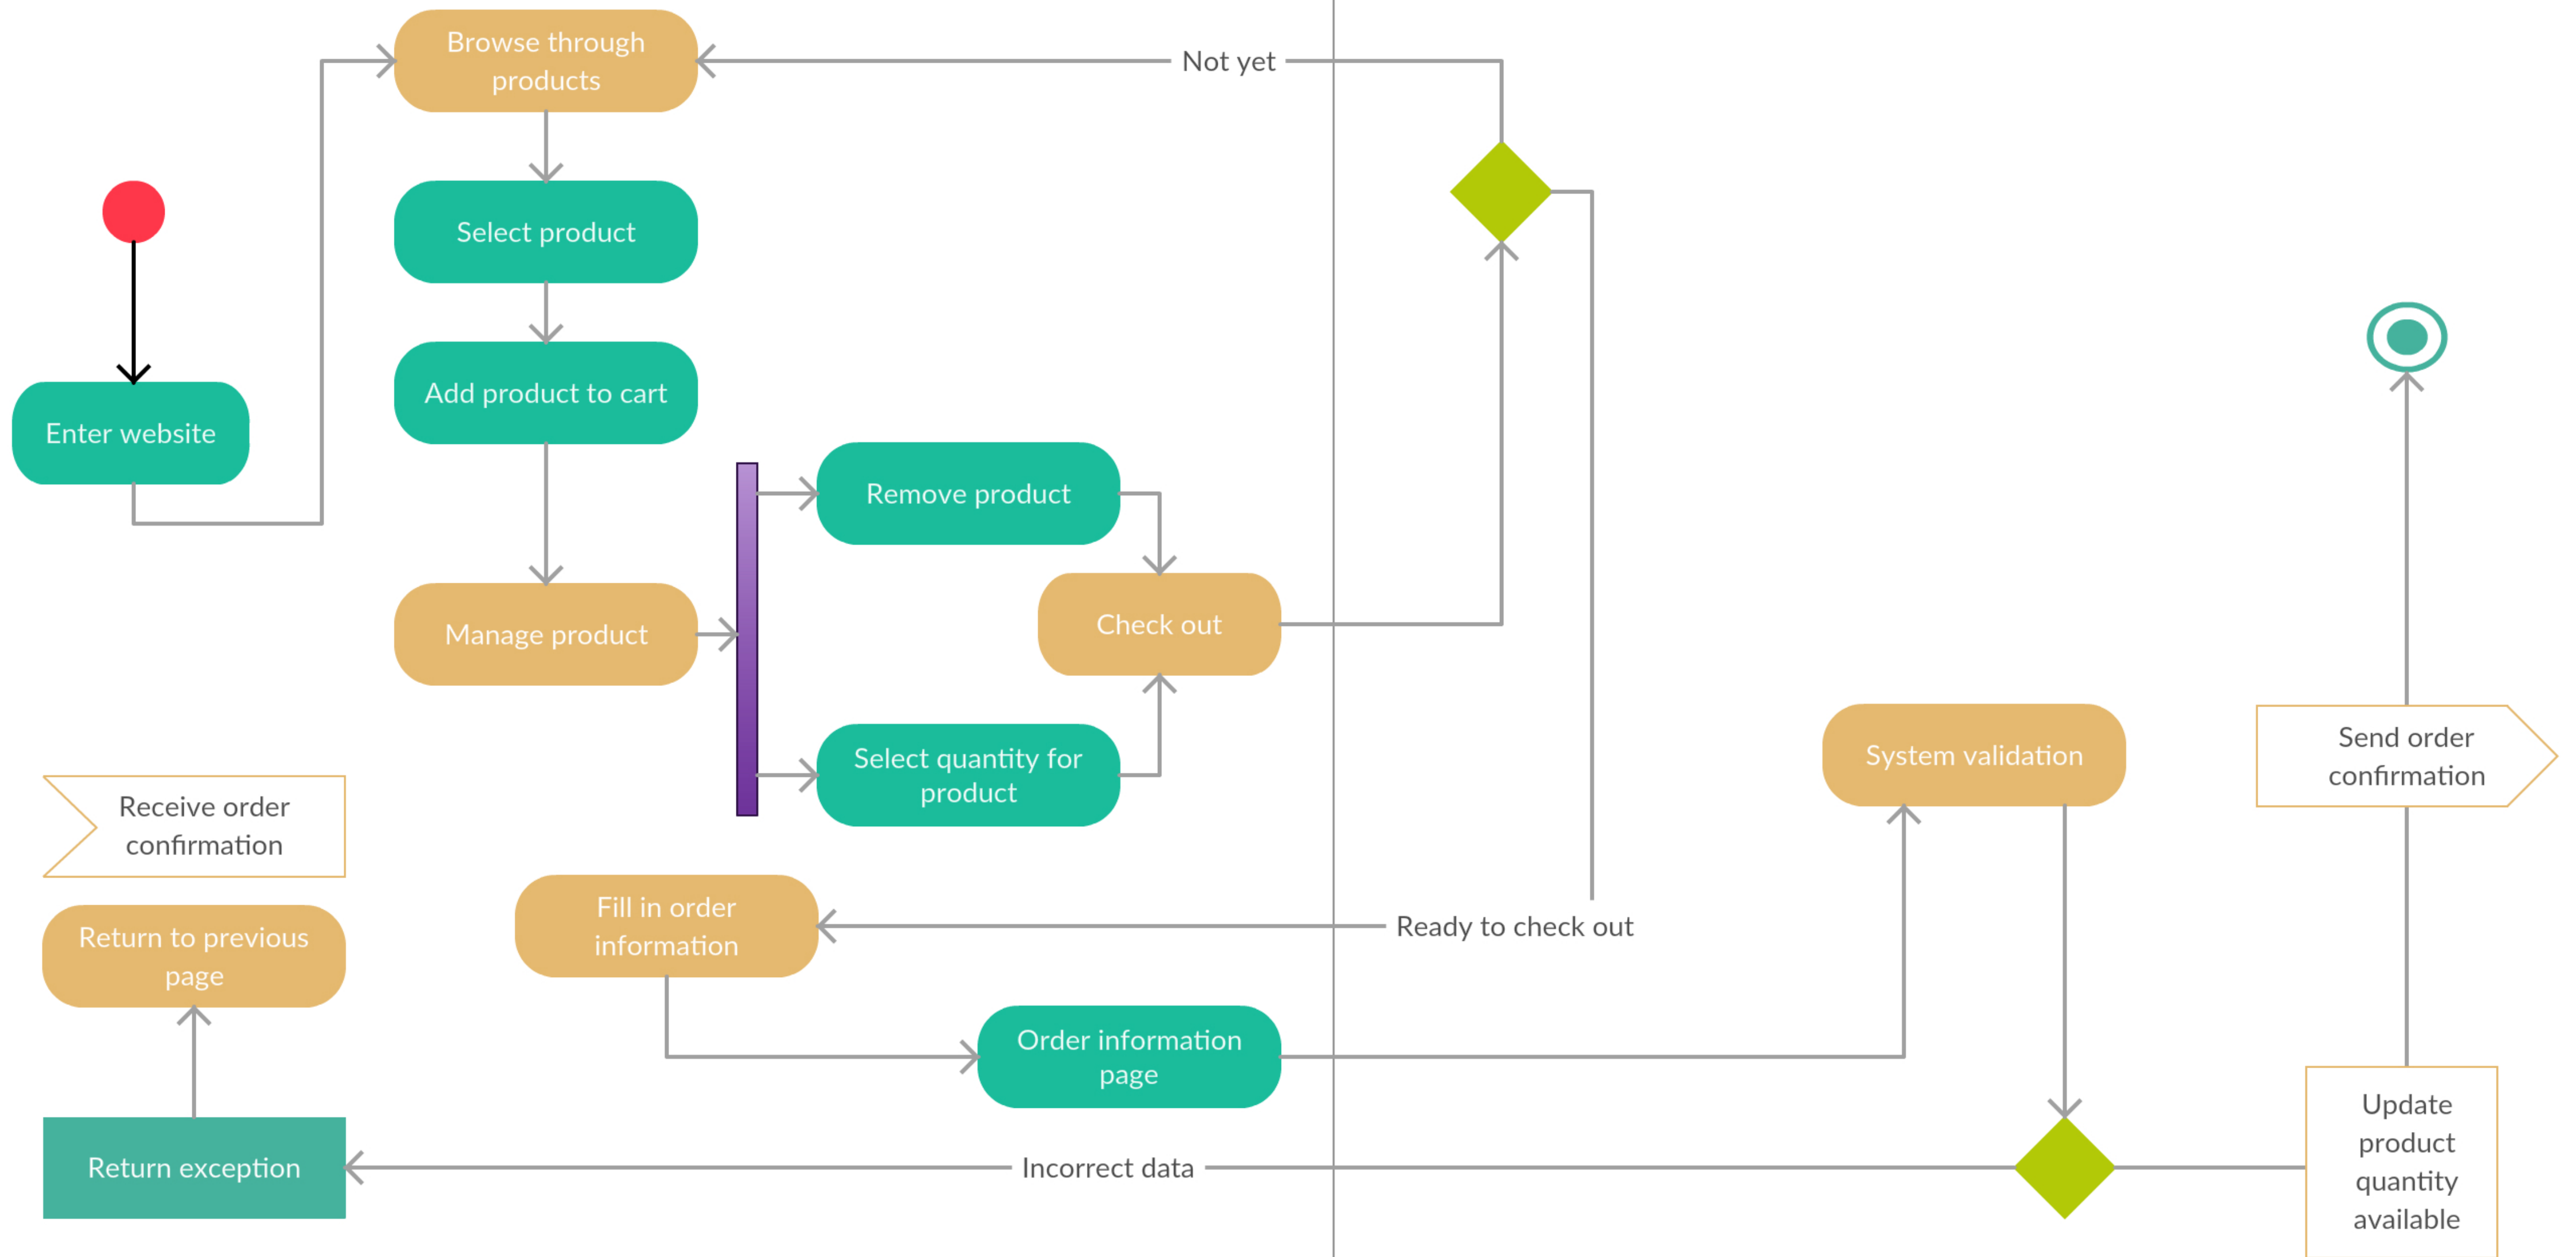 Browse through
products
Not yet
Select product
Add product to cart
Enter website
Remove product
Check out
Manage product
Select quantity for
product
System validation
Send order
confirmation
Receive order
confirmation
Fill in order
information
Ready to check out
Return to previous
page
Order information
page
Update
product
quantity
available
Return exception
Incorrect data